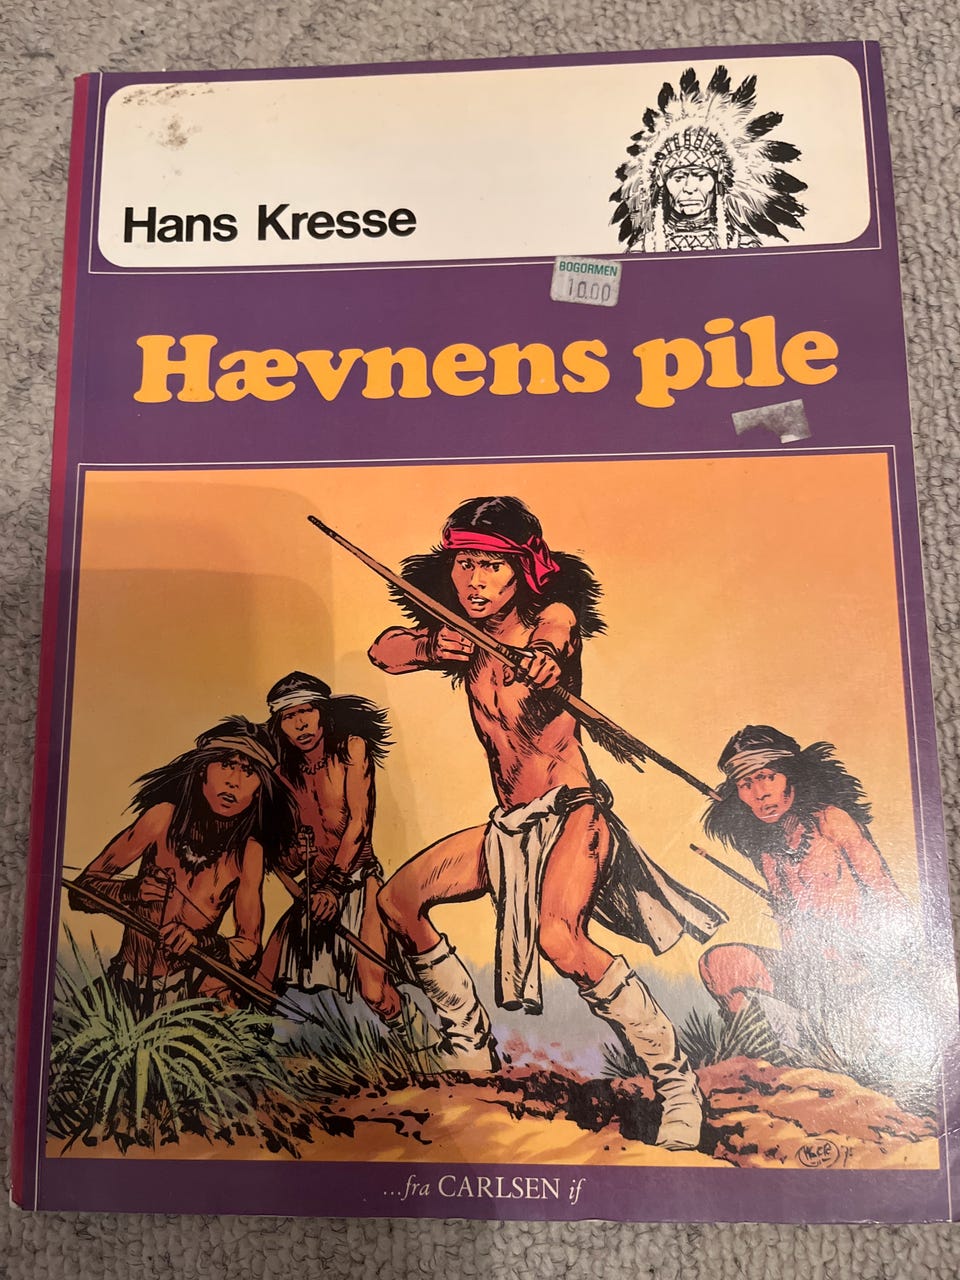 Hans Kresse
BOGORMEN
10.00
Hævnens pile
...fra CARLSEN if